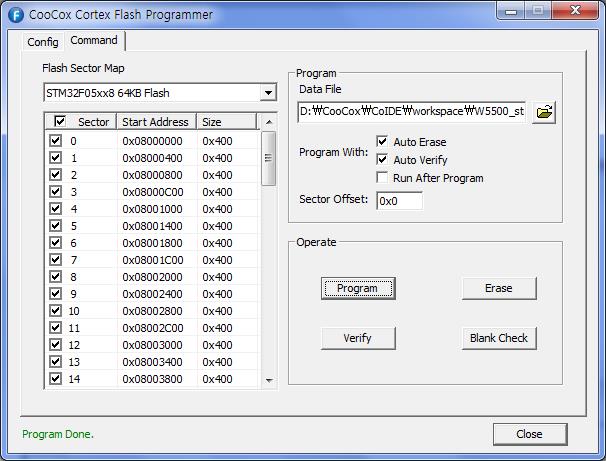 CooCox Cortex Flash Programmer
Config Command
Flash Sector Map
STM32F05xx8 64KB Flash
Sector Start Address Size
0 0x08000000 0x400
1 0x08000400 0x400
2 0x08000800 0x400
3 0x08000C00 0x400
4 0x08001000 0x400
5 0x08001400 0x400
6 0x08001800 0x400
7 0x08001C00 0x400
8 0x08002000 0x400
9 0x08002400 0x400
10 0x08002800 0x400
11 0x08002C00 0x400
12 0x08003000 0x400
13 0x08003400 0x400
14 0x08003800 0x400
Program
Data File
D:₩CooCox₩CoIDE₩workspace₩W5500_st
Program With: Auto Erase
Auto Verify
Run After Program
Sector Offset: 0x0
Operate
Program Erase
Verify Blank Check
Program Done.
Close